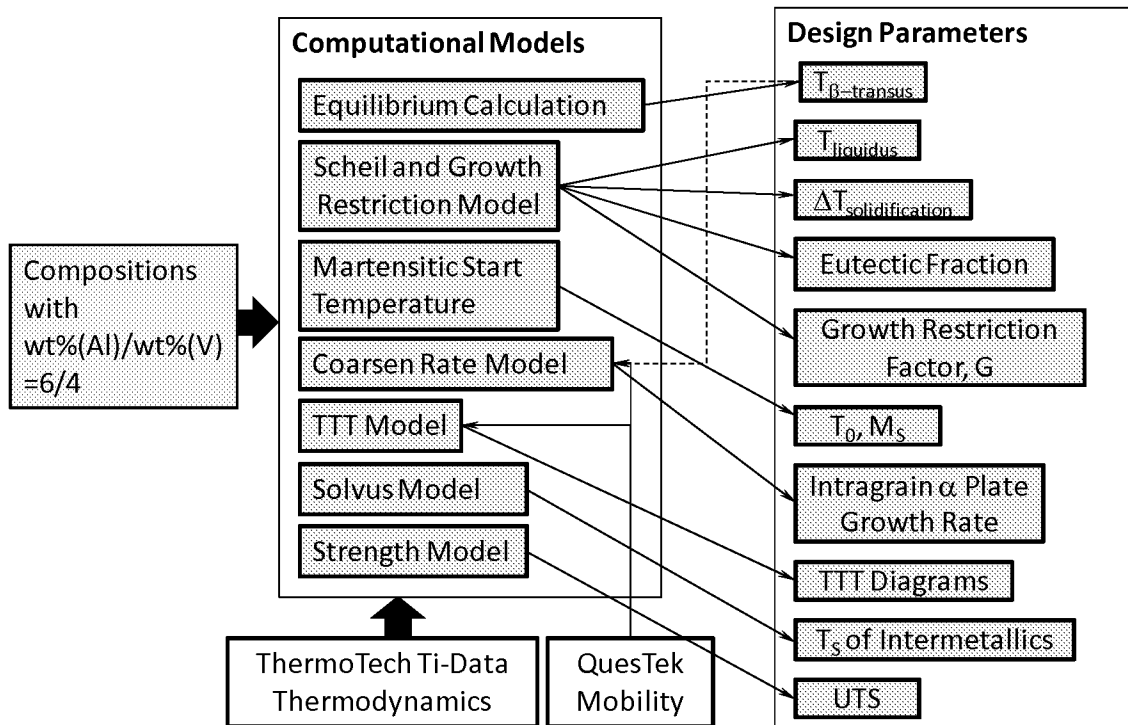 Compositions
with
wt%(Al)/wt%(V)
=6/4
Computational Models
Equilibrium Calculation
Scheil and Growth
Restriction Model
Martensitic Start
Temperature
Coarsen Rate Model
TTT Model
Solvus Model
Strength Model
ThermoTech Ti-Data
Thermodynamics
QuesTek
Mobility
Design Parameters
Tβ−transus
Tliquidus
ΔTsolidification
Eutectic Fraction
Growth Restriction
Factor, G
T0, MS
Intragrain α Plate
Growth Rate
TTT Diagrams
TS of Intermetallics
UTS